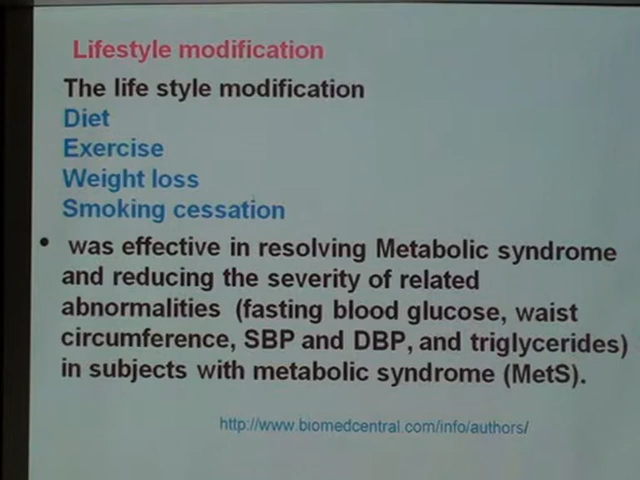 Lifestyle modification
The life style modification
Diet
Exercise
Weight loss
Smoking cessation
• was effective in resolving Metabolic syndrome
and reducing the severity of related
abnormalities (fasting blood glucose, waist
circumference, SBP and DBP, and triglycerides)
in subjects with metabolic syndrome (MetS).
http://www.biomedcentral.com/info/authors/